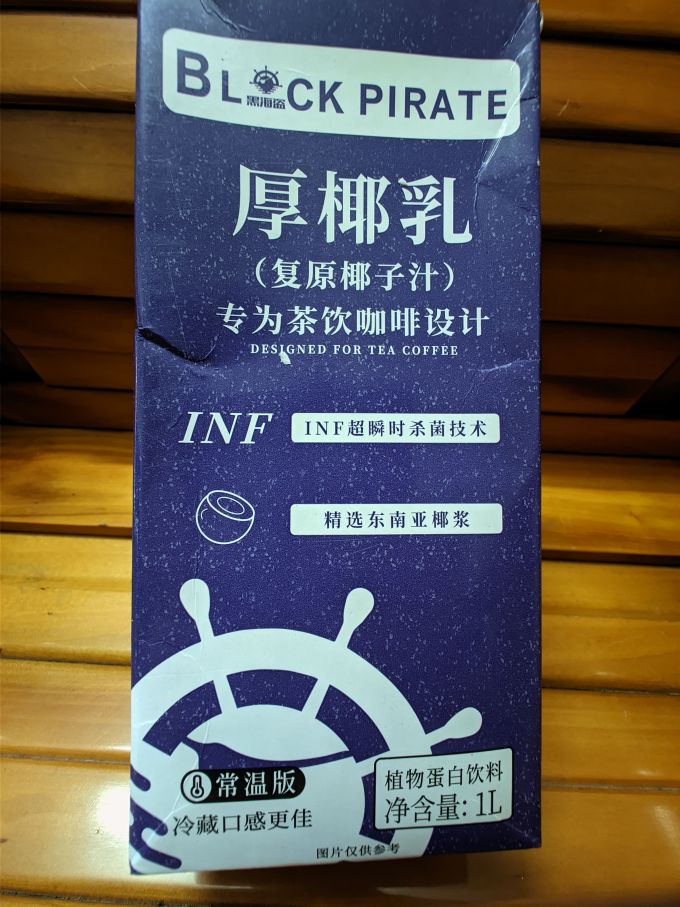 BL CK PIRATE
黑海盗
厚椰乳
（复原椰子汁）
专为茶饮咖啡设计
DESIGNED FOR TEA COFFEE
INF
INF超瞬时杀菌技术
精选东南亚椰浆
常温版
冷藏口感更佳
植物蛋白饮料
净含量: 1L
图片仅供参考